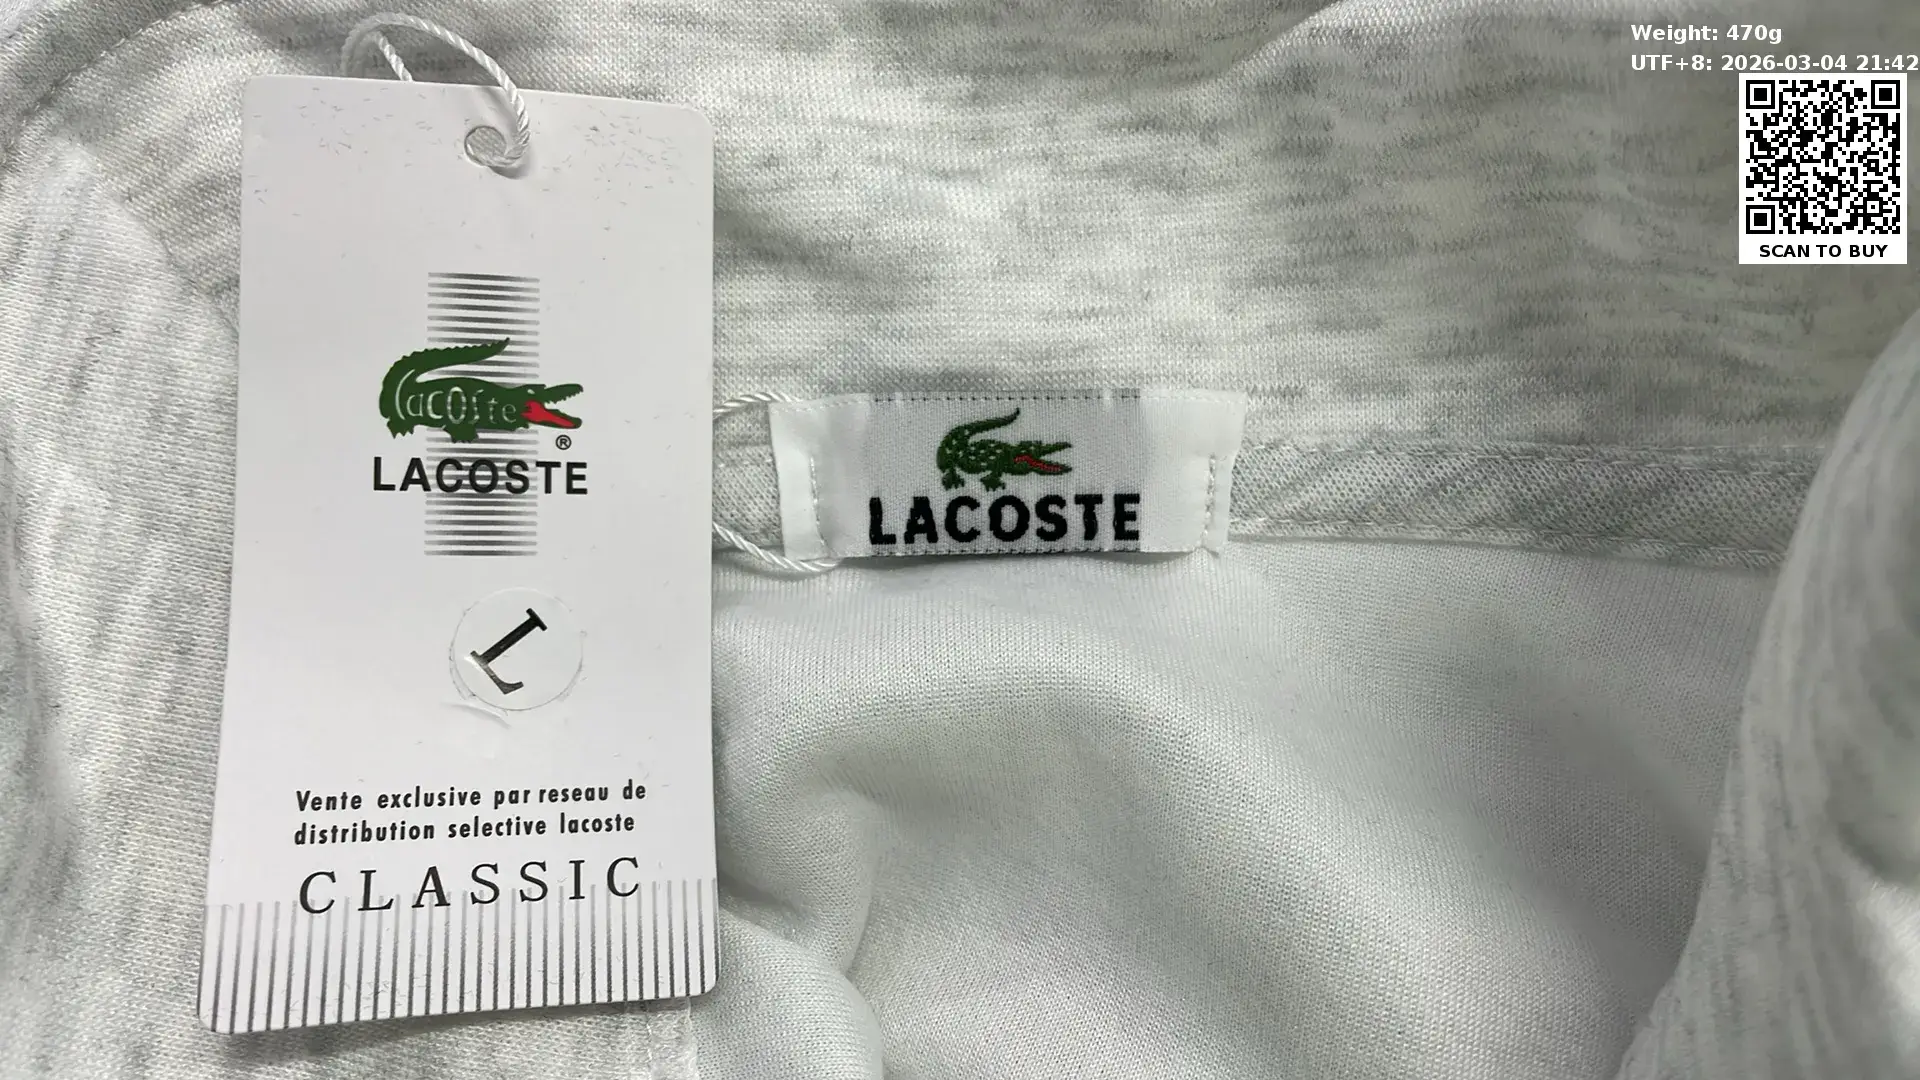 Weight: 470g
UTF+8: 2026-03-04 21:42
SCAN TO BUY
lacoste
®
LACOSTE
L
Vente exclusive par reseau de
distribution selective lacoste
CLASSIC
LACOSTE